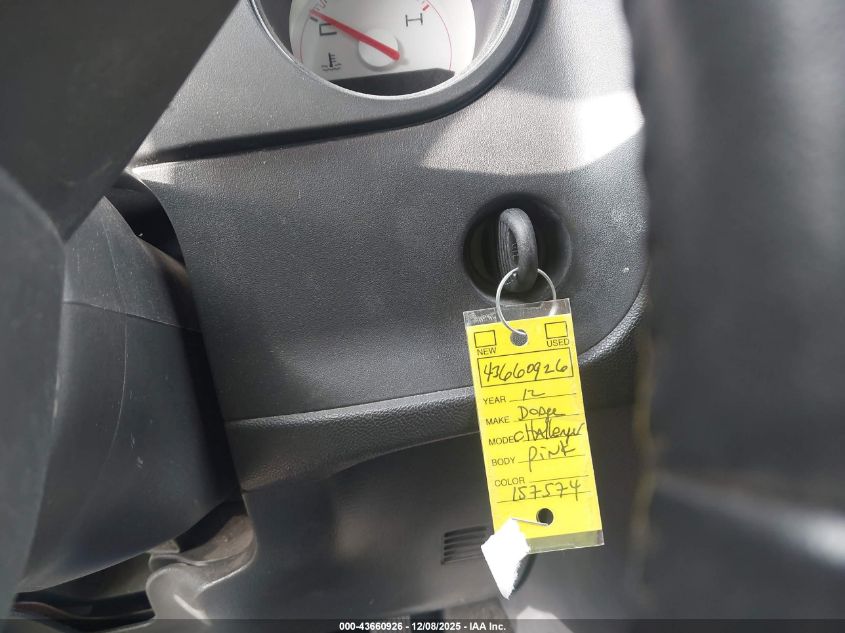 H
NEW USED
43660926
YEAR 12
MAKE Dodge
MODE Challenger
BODY PINK
COLOR
157574
000-43660926 - 12/08/2025 - IAA Inc.